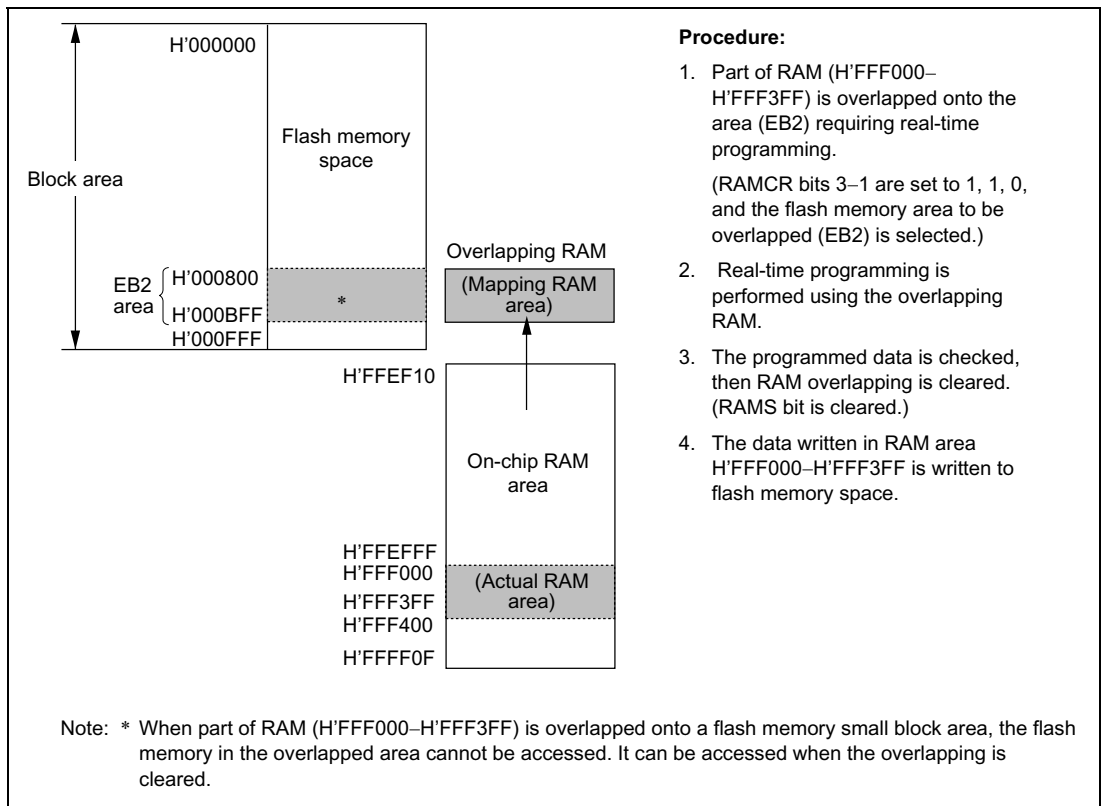 H'000000
Flash memory
space
Block area
EB2
area
H'000800
H'000BFF
H'000FFF
*
Overlapping RAM
(Mapping RAM
area)
H'FFEF10
On-chip RAM
area
H'FFEFFF
H'FFF000
H'FFF3FF
H'FFF400
H'FFFF0F
(Actual RAM
area)
Procedure:
1. Part of RAM (H'FFF000–
H'FFF3FF) is overlapped onto the
area (EB2) requiring real-time
programming.
(RAMCR bits 3–1 are set to 1, 1, 0,
and the flash memory area to be
overlapped (EB2) is selected.)
2. Real-time programming is
performed using the overlapping
RAM.
3. The programmed data is checked,
then RAM overlapping is cleared.
(RAMS bit is cleared.)
4. The data written in RAM area
H'FFF000–H'FFF3FF is written to
flash memory space.
Note: * When part of RAM (H'FFF000–H'FFF3FF) is overlapped onto a flash memory small block area, the flash
memory in the overlapped area cannot be accessed. It can be accessed when the overlapping is
cleared.